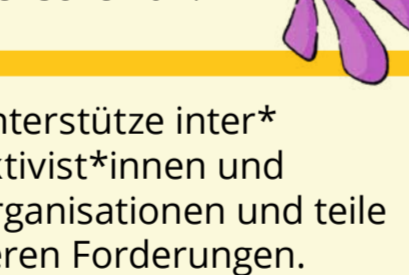 nterstütze inter*
ktivist*innen und
rganisationen und teile
eren Forderungen.